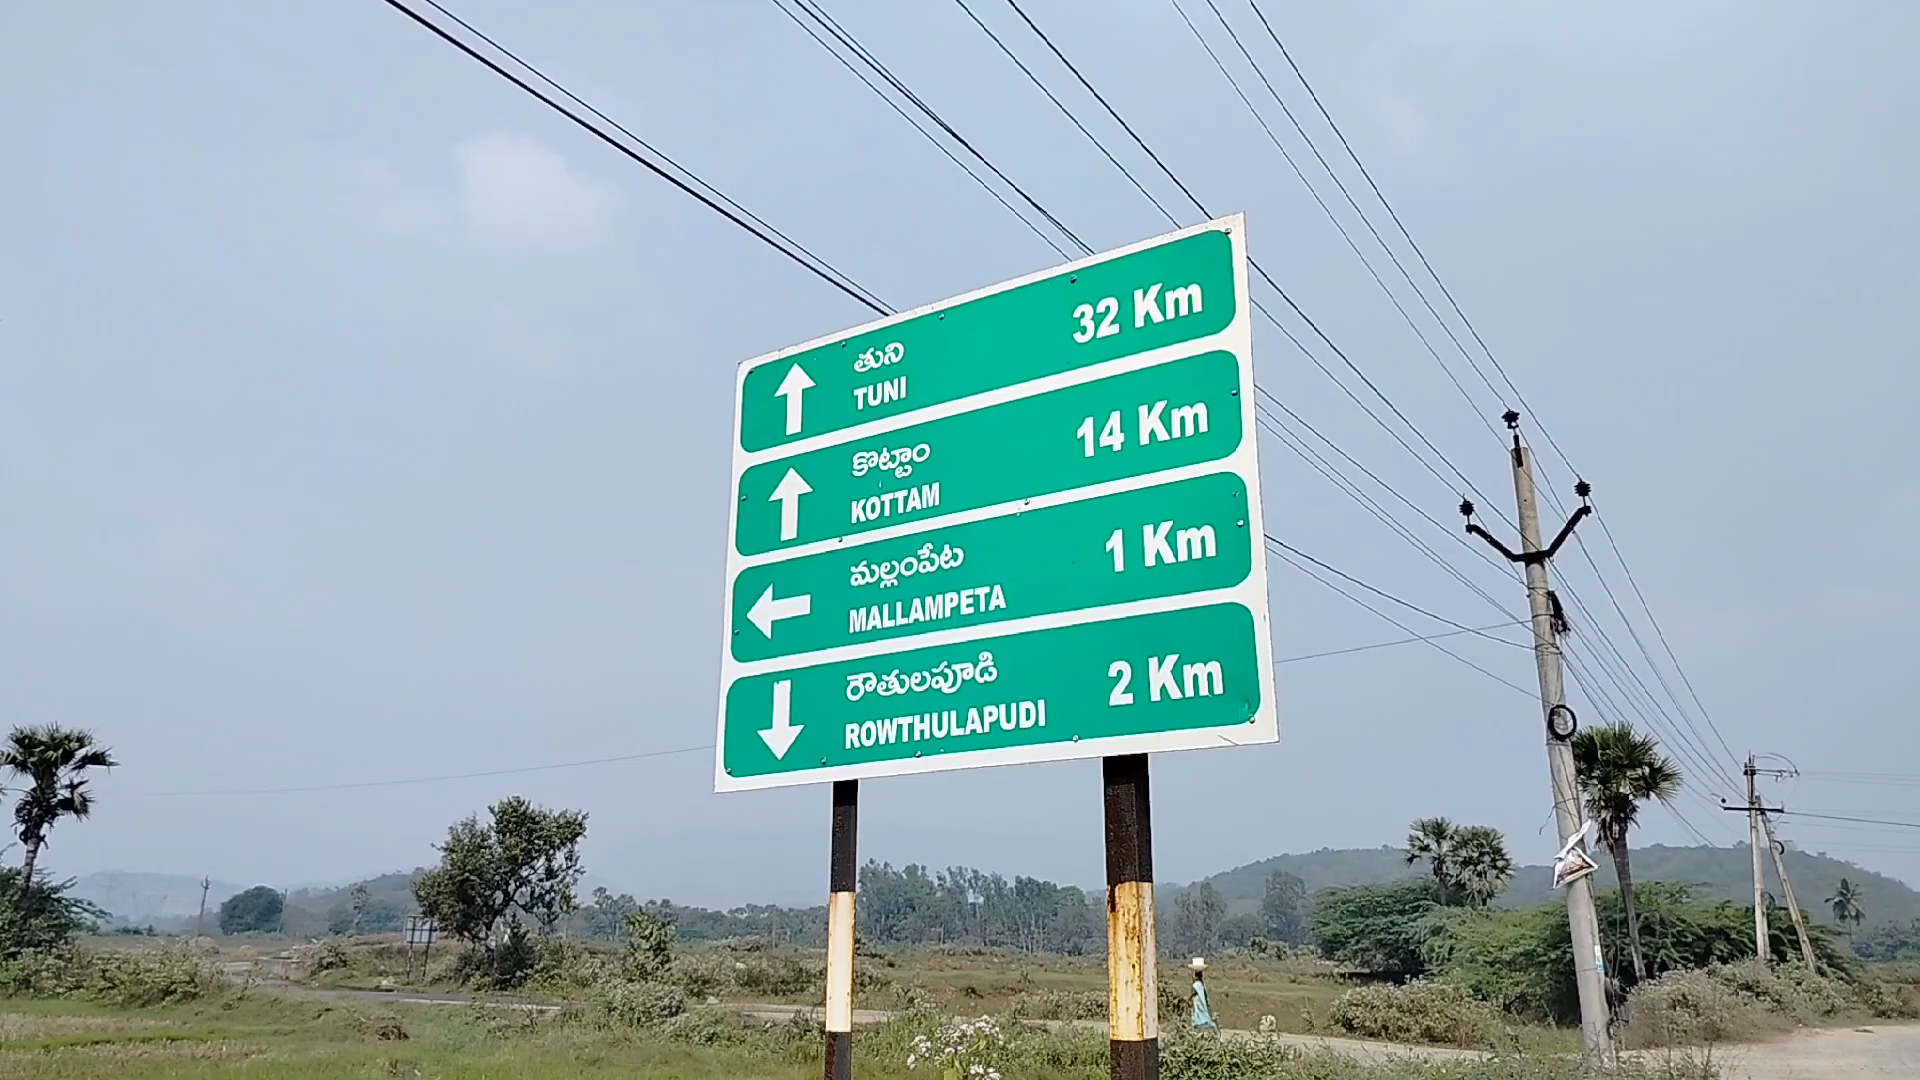 తుని
TUNI
32 Km
కొట్టాం
KOTTAM
14 Km
మల్లంపేట
MALLAMPETA
1 Km
రౌతులపూడి
ROWTHULAPUDI
2 Km